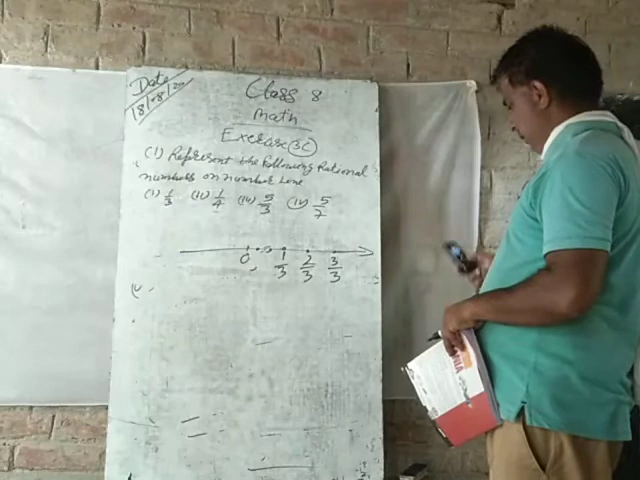 Date
18/08/20
Class 8
Math
Exercise 3C
(1) Represent the following Rational
numbers on number line
(i) 1/3 (ii) 1/4 (iii) 5/3 (iv) 5/7
0 1/3 2/3 3/3